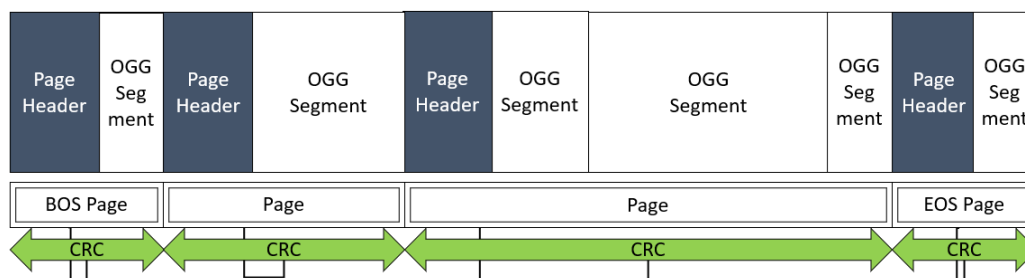 Page
Header
OGG
Seg
ment
Page
Header
OGG
Segment
Page
Header
OGG
Segment
OGG
Segment
OGG
Seg
ment
Page
Header
OGG
Seg
ment
BOS Page
Page
Page
EOS Page
CRC
CRC
CRC
CRC